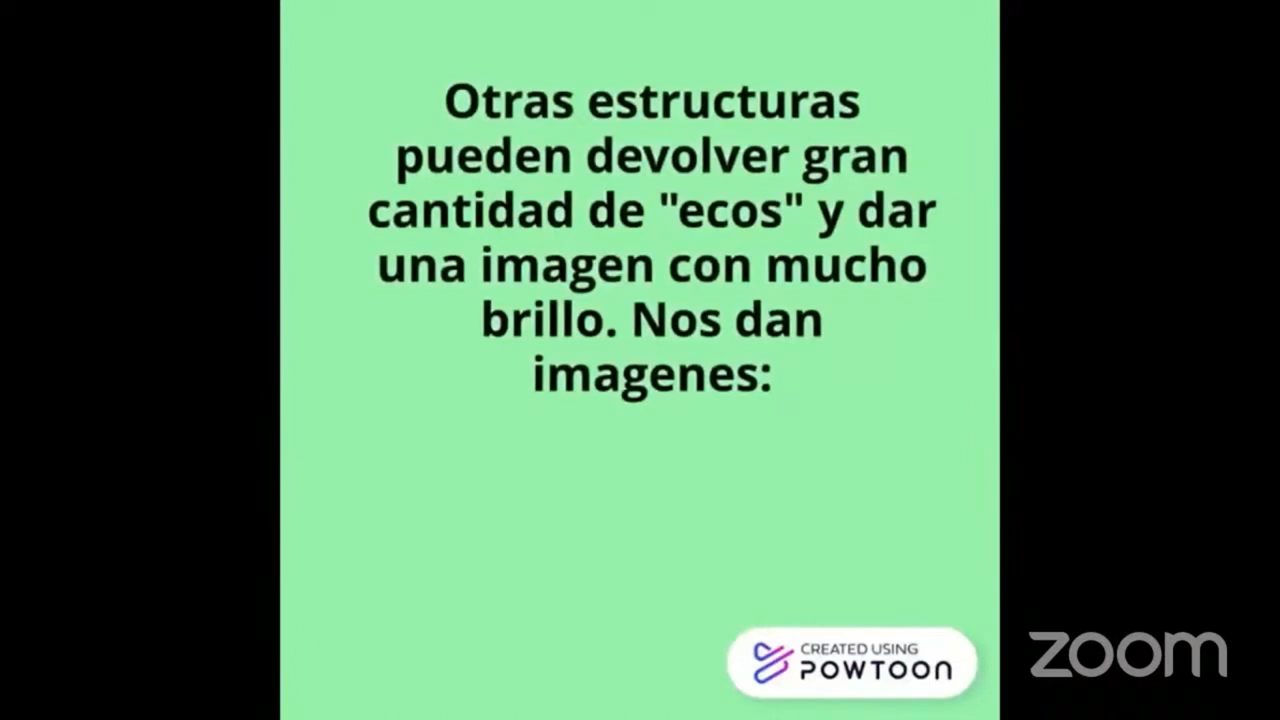 Otras estructuras
pueden devolver gran
cantidad de "ecos" y dar
una imagen con mucho
brillo. Nos dan
imagenes:
CREATED USING
POWTOON
zoom